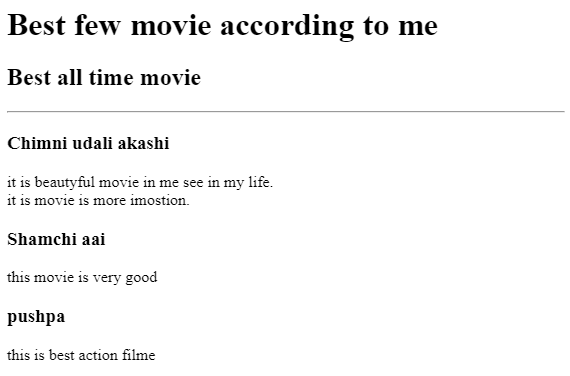 Best few movie according to me
Best all time movie
Chimni udali akashi
it is beautyful movie in me see in my life.
it is movie is more imostion.
Shamchi aai
this movie is very good
pushpa
this is best action filme